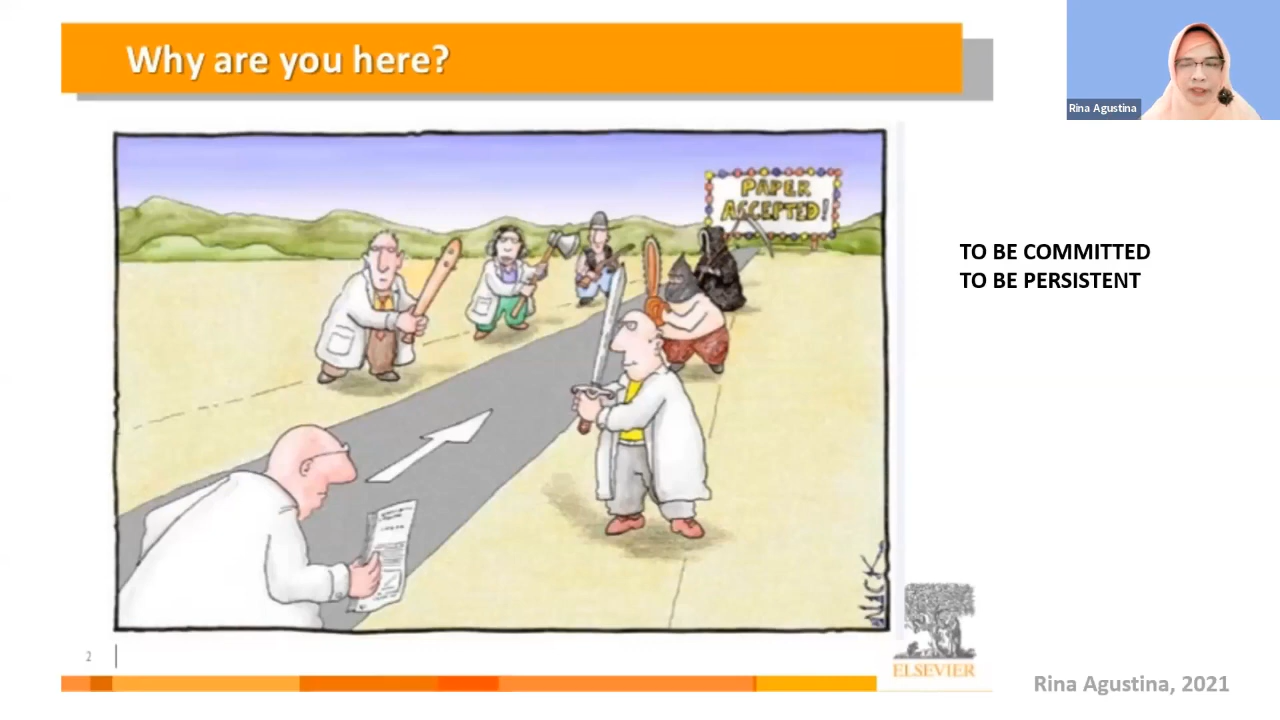 Why are you here?
Rina Agustina
PAPER
ACCEPTED!
TO BE COMMITTED
TO BE PERSISTENT
NICK
2
ELSEVIER
Rina Agustina, 2021